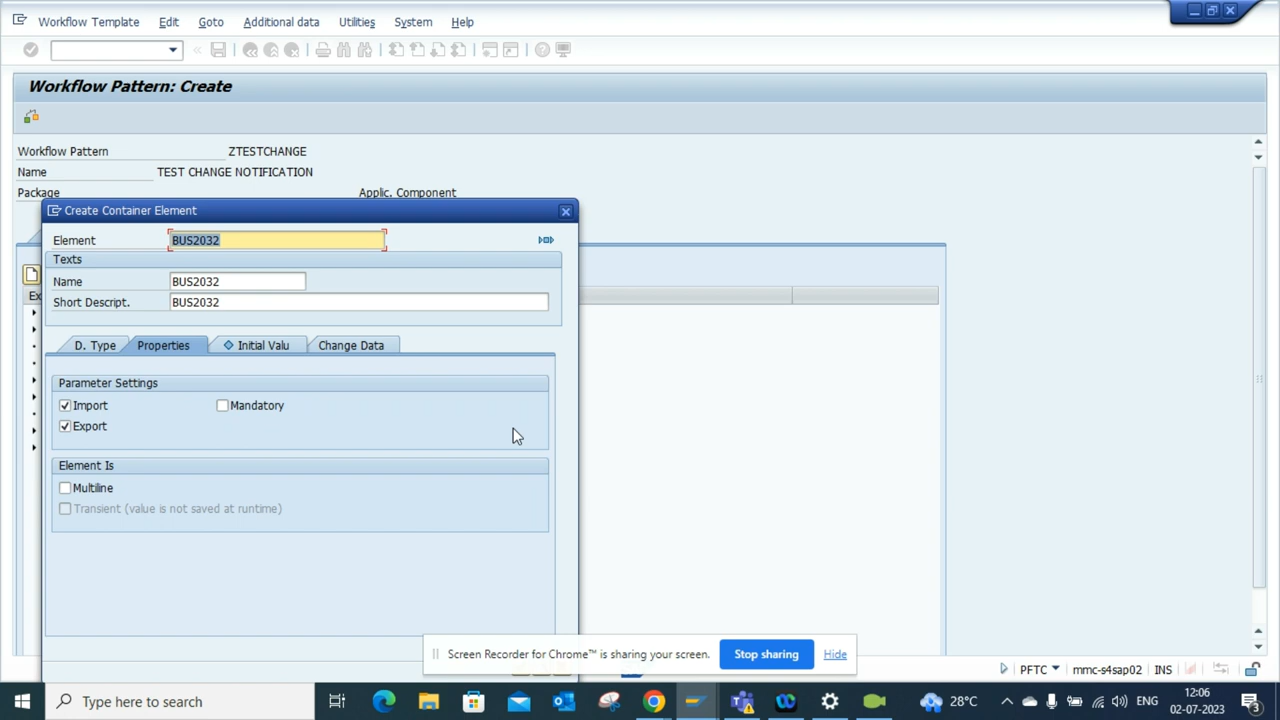 Workflow Template Edit Goto Additional data Utilities System Help
Workflow Pattern: Create
Workflow Pattern ZTESTCHANGE
Name TEST CHANGE NOTIFICATION
Package Applic. Component
Create Container Element
Element BUS2032
Texts
Name BUS2032
Short Descript. BUS2032
Ex
D. Type Properties Initial Valu Change Data
Parameter Settings
Import Mandatory
Export
Element Is
Multiline
Transient (value is not saved at runtime)
Screen Recorder for Chrome™ is sharing your screen. Stop sharing Hide
PFTC mmc-s4sap02 INS
Type here to search 28°C ENG 12:06
02-07-2023 3